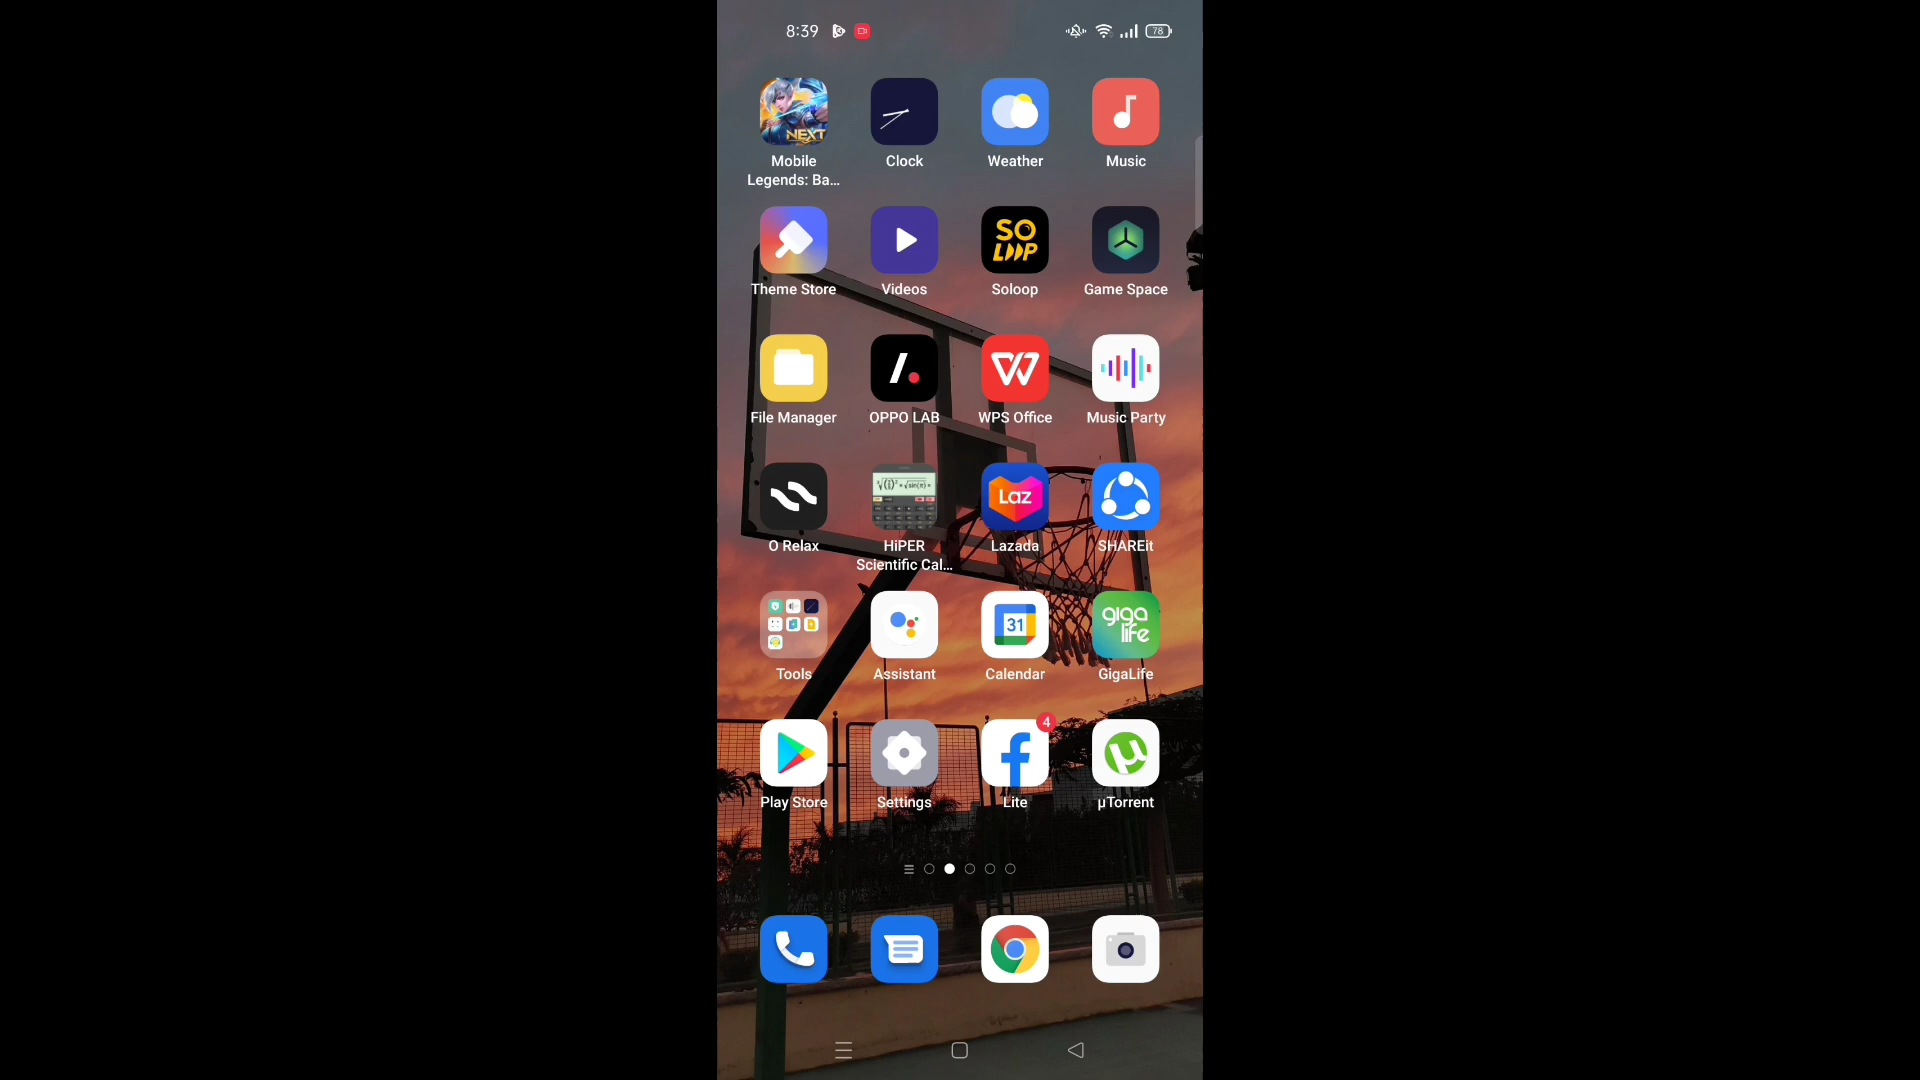 8:39
78
NEXT
Mobile
Legends: Ba...
Clock
Weather
Music
SO
LOOP
Theme Store
Videos
Soloop
Game Space
File Manager
OPPO LAB
WPS Office
Music Party
Laz
O Relax
HiPER
Scientific Cal...
Lazada
SHAREit
31
giga
life
Tools
Assistant
Calendar
GigaLife
4
Play Store
Settings
Lite
µTorrent